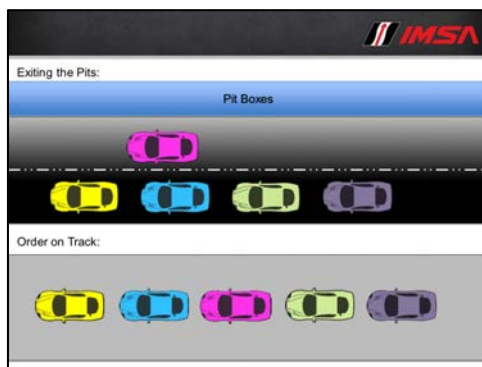 IMSA
Exiting the Pits:
Pit Boxes
Order on Track: